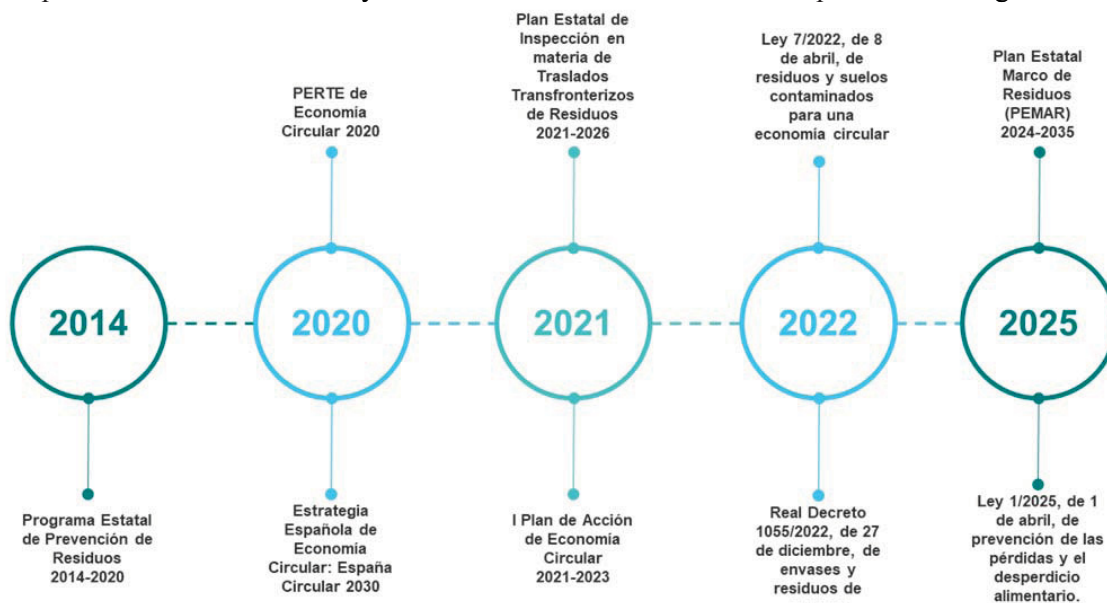 PERTE de
Economía
Circular 2020
Plan Estatal de
Inspección en
materia de
Traslados
Transfronterizos
de Residuos
2021-2026
Ley 7/2022, de 8
de abril, de
residuos y suelos
contaminados
para una
economía circular
Plan Estatal
Marco de
Residuos
(PEMAR)
2024-2035
2014
2020
2021
2022
2025
Programa Estatal
de Prevención de
Residuos
2014-2020
Estrategia
Española de
Economía
Circular: España
Circular 2030
I Plan de Acción
de Economía
Circular
2021-2023
Real Decreto
1055/2022, de 27
de diciembre, de
envases y
residuos de
Ley 1/2025, de 1
de abril, de
prevención de las
pérdidas y el
desperdicio
alimentario.